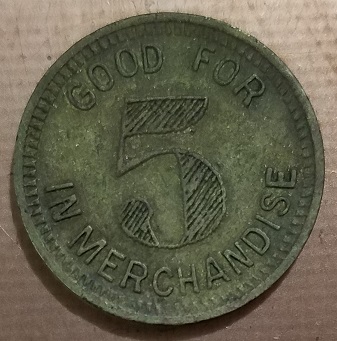 GOOD FOR
5
IN MERCHANDISE